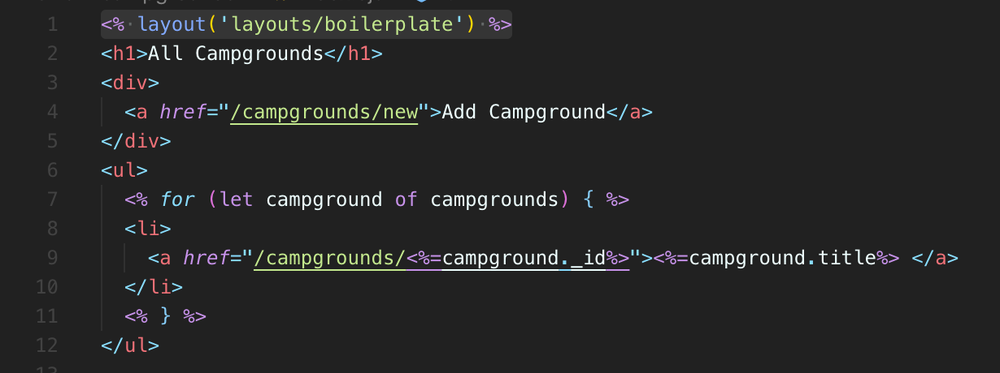 1 <% layout('layouts/boilerplate') %>
2 <h1>All Campgrounds</h1>
3 <div>
4   <a href="/campgrounds/new">Add Campground</a>
5 </div>
6 <ul>
7   <% for (let campground of campgrounds) { %>
8   <li>
9     <a href="/campgrounds/<%=campground._id%>"><%=campground.title%> </a>
10   </li>
11   <% } %>
12 </ul>
13